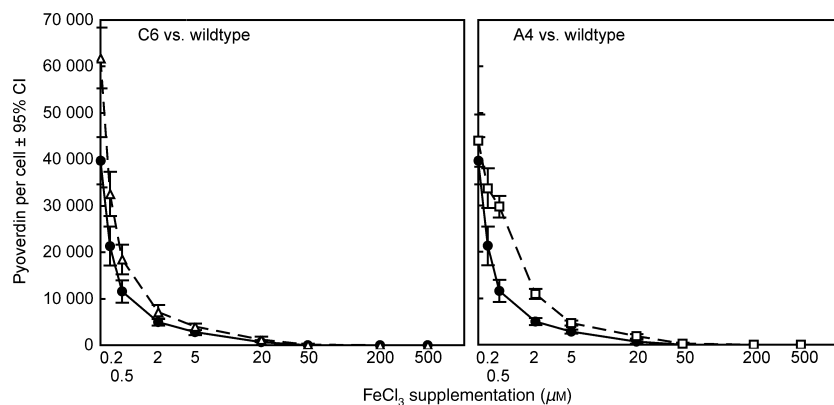 C6 vs. wildtype
A4 vs. wildtype
Pyoverdin per cell ± 95% CI
70 000
60 000
50 000
40 000
30 000
20 000
10 000
0
0.2 2 5 20 50 200 500
0.5
0.2 2 5 20 50 200 500
0.5
FeCl₃ supplementation (μM)